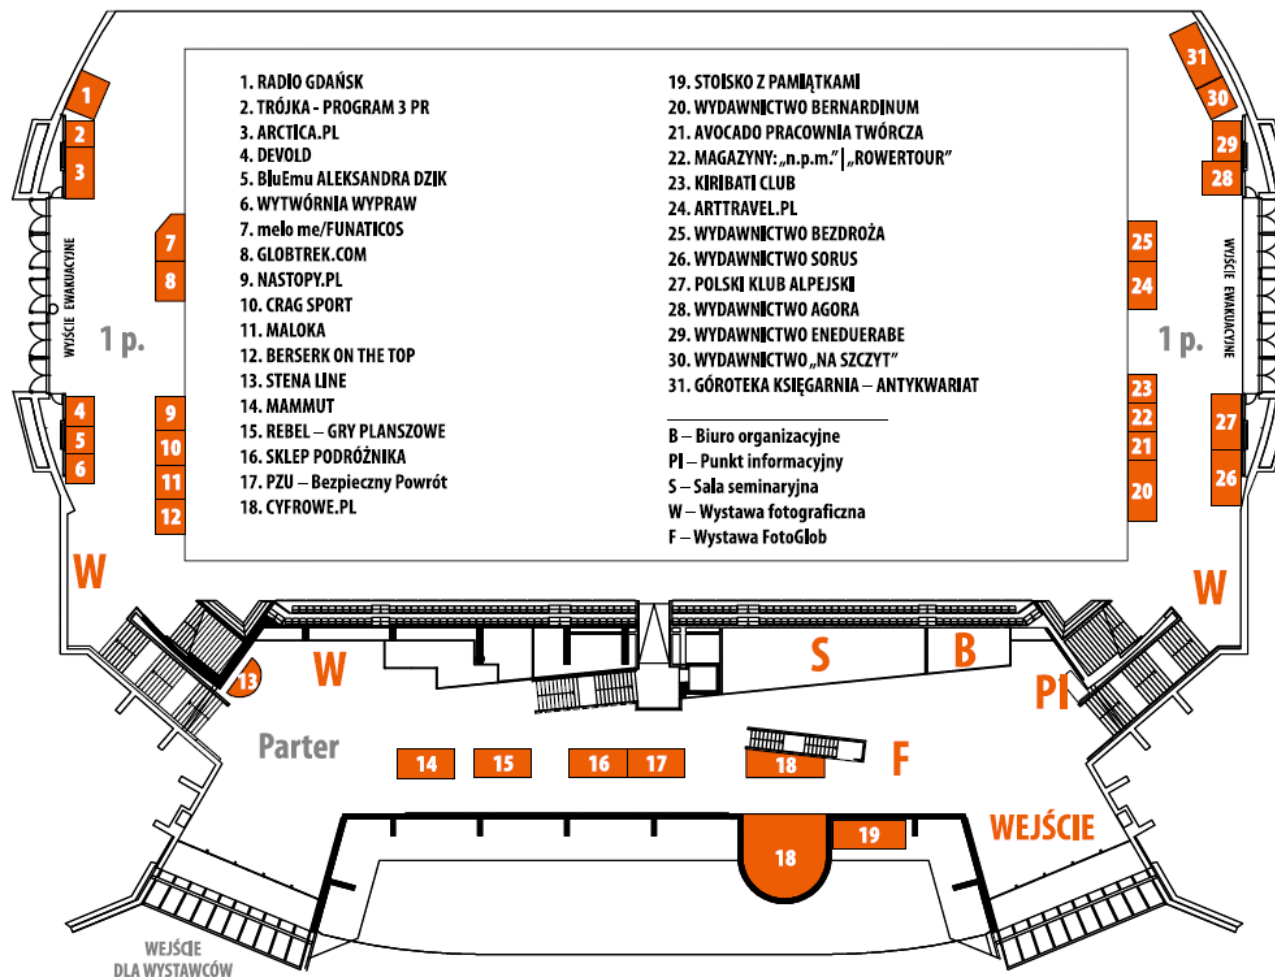 1. RADIO GDAŃSK
2. TRÓJKA - PROGRAM 3 PR
3. ARCTICA.PL
4. DEVOLD
5. BluEmu ALEKSANDRA DZIK
6. WYTWÓRNIA WYPRAW
7. melo me/FUNATICOS
8. GLOBTREK.COM
9. NASTOPY.PL
10. CRAG SPORT
11. MALOKA
12. BERSERK ON THE TOP
13. STENA LINE
14. MAMMUT
15. REBEL – GRY PLANSZOWE
16. SKLEP PODRÓŻNIKA
17. PZU – Bezpieczny Powrót
18. CYFROWE.PL
19. STOISKO Z PAMIĄTKAMI
20. WYDAWNICTWO BERNARDINUM
21. AVOCADO PRACOWNIA TWÓRCZA
22. MAGAZYNY: „n.p.m.” | „ROWERTOUR”
23. KIRIBATI CLUB
24. ARTTRAVEL.PL
25. WYDAWNICTWO BEZDROŻA
26. WYDAWNICTWO SORUS
27. POLSKI KLUB ALPEJSKI
28. WYDAWNICTWO AGORA
29. WYDAWNICTWO ENEDUERABE
30. WYDAWNICTWO „NA SZCZYT”
31. GÓROTEKA KSIĘGARNIA – ANTYKWARIAT
B – Biuro organizacyjne
PI – Punkt informacyjny
S – Sala seminaryjna
W – Wystawa fotograficzna
F – Wystawa FotoGlob
1
2
3
WYJŚCIE EWAKUACYJNE
7
8
1 p.
4
5
6
9
10
11
12
W
31
30
29
28
25
24
WYJŚCIE EWAKUACYJNE
1 p.
23
22
21
20
27
26
W
13
W
S
B
PI
Parter
14
15
16
17
18
F
18
19
WEJŚCIE
WEJŚCIE
DLA WYSTAWCÓW